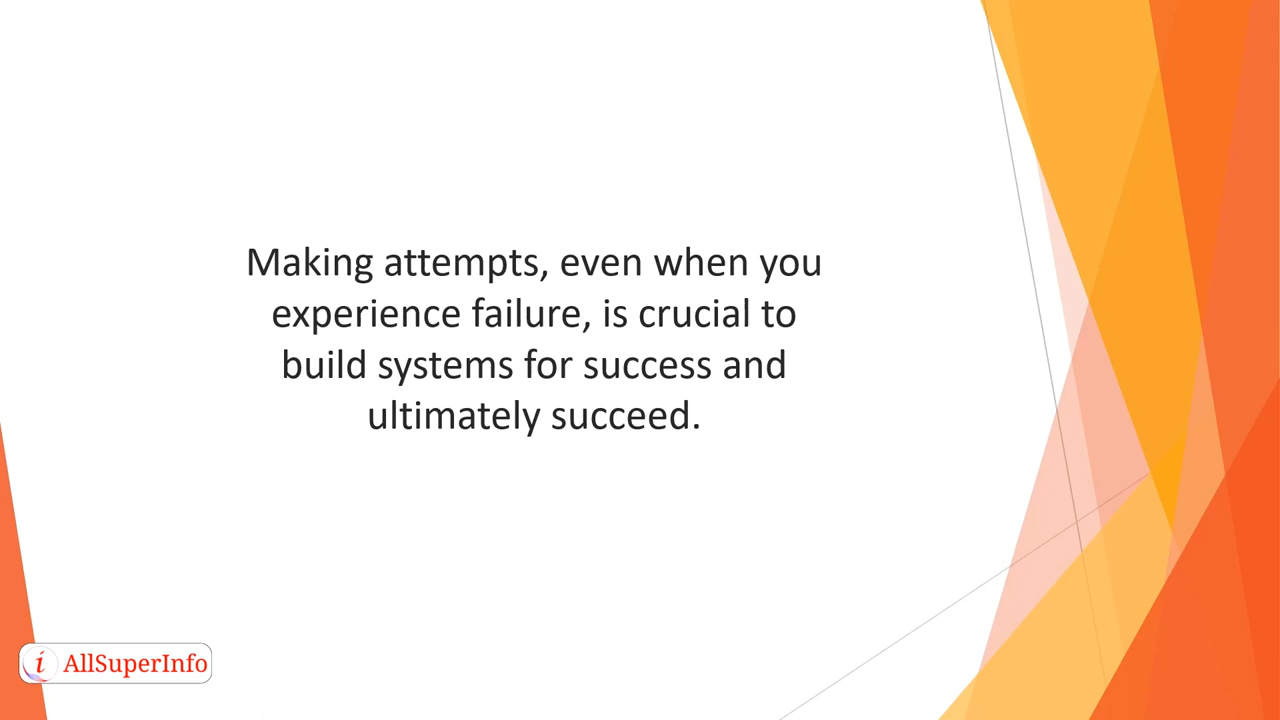 Making attempts, even when you
experience failure, is crucial to
build systems for success and
ultimately succeed.
i AllSuperInfo